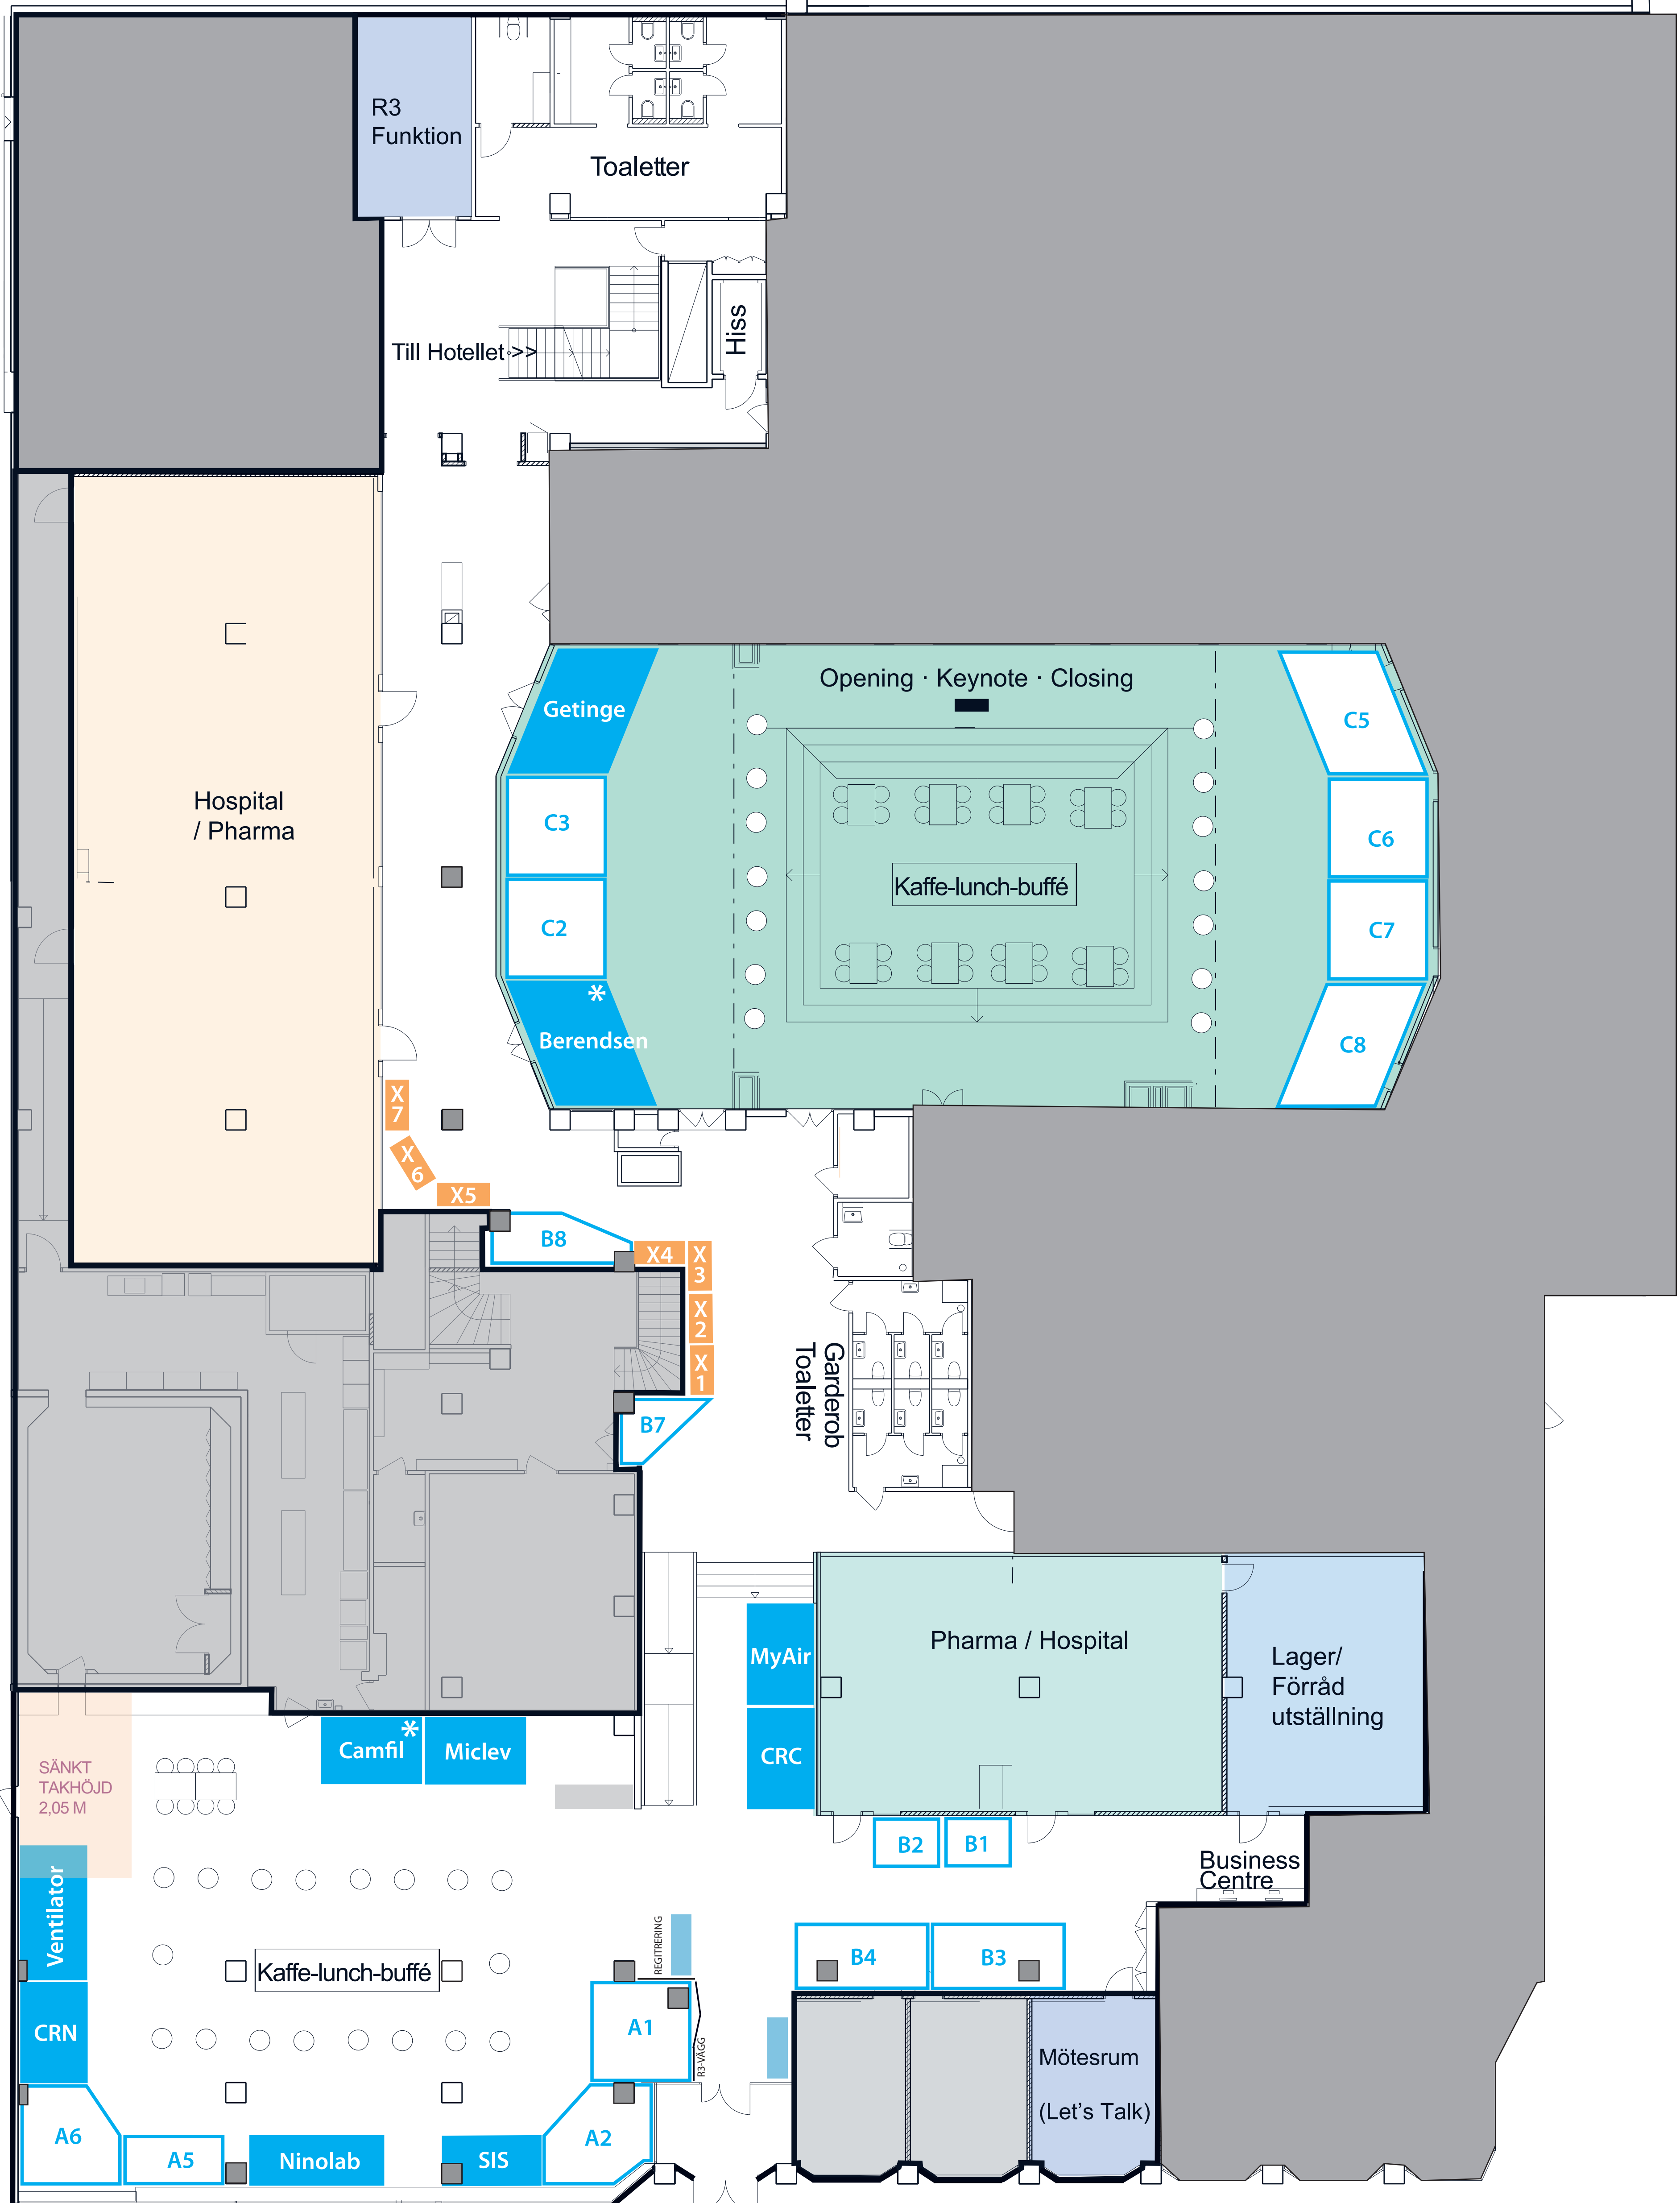 R3
Funktion
Toaletter
Till Hotellet >>
Hiss
Opening · Keynote · Closing
Getinge
C3
C2
*
Berendsen
Kaffe-lunch-buffé
C5
C6
C7
C8
Hospital
/ Pharma
X
7
X
6
X5
B8
X4
X
3
X
2
X
1
B7
Garderob
Toaletter
MyAir
CRC
Pharma / Hospital
Lager/
Förråd
utställning
SÄNKT
TAKHÖJD
2,05 M
Camfil
*
Miclev
B2
B1
Business
Centre
Ventilator
REGITRERING
B4
B3
Kaffe-lunch-buffé
CRN
A1
R3-VÄGG
Mötesrum
(Let's Talk)
A6
A5
Ninolab
SIS
A2